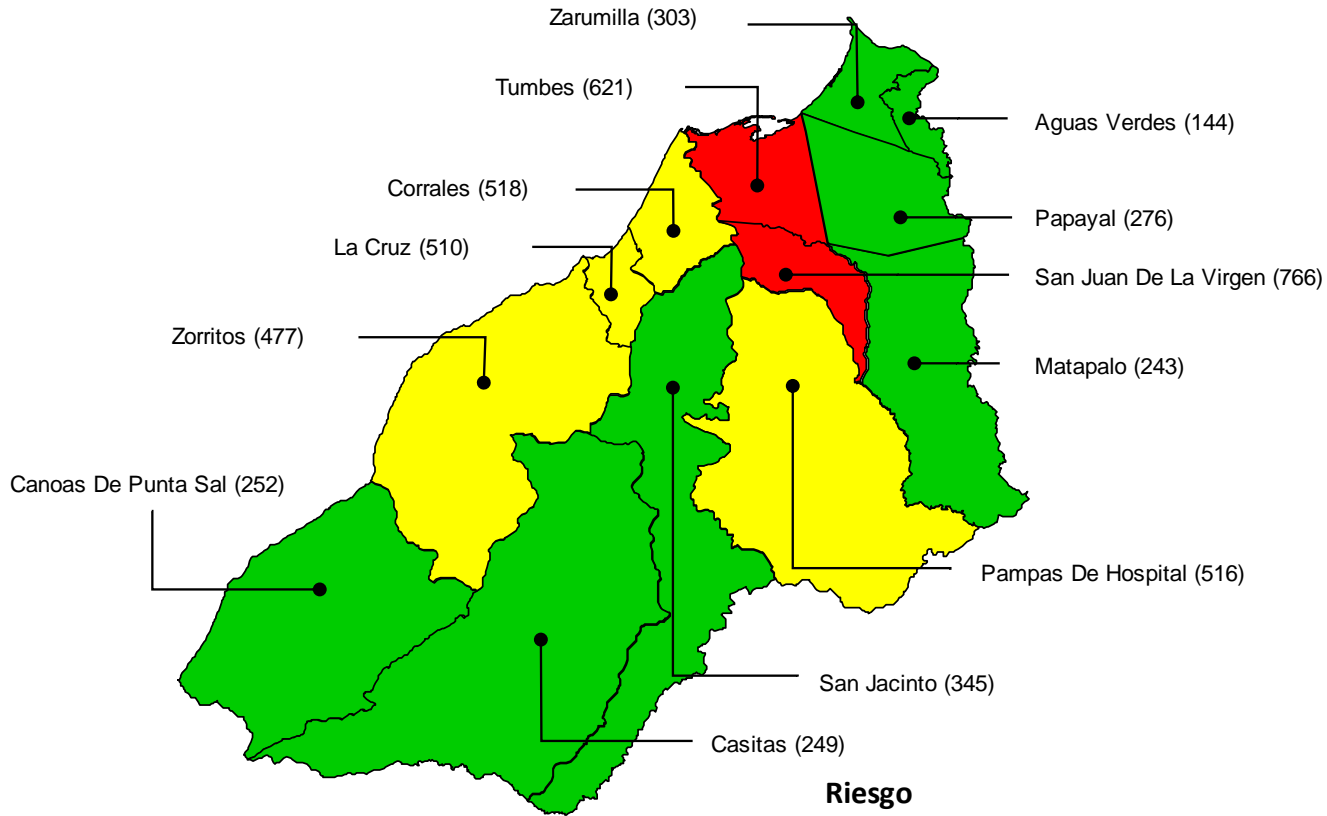 Zarumilla (303)
Tumbes (621)
Aguas Verdes (144)
Corrales (518)
Papayal (276)
La Cruz (510)
San Juan De La Virgen (766)
Zorritos (477)
Matapalo (243)
Canoas De Punta Sal (252)
Pampas De Hospital (516)
San Jacinto (345)
Casitas (249)
Riesgo